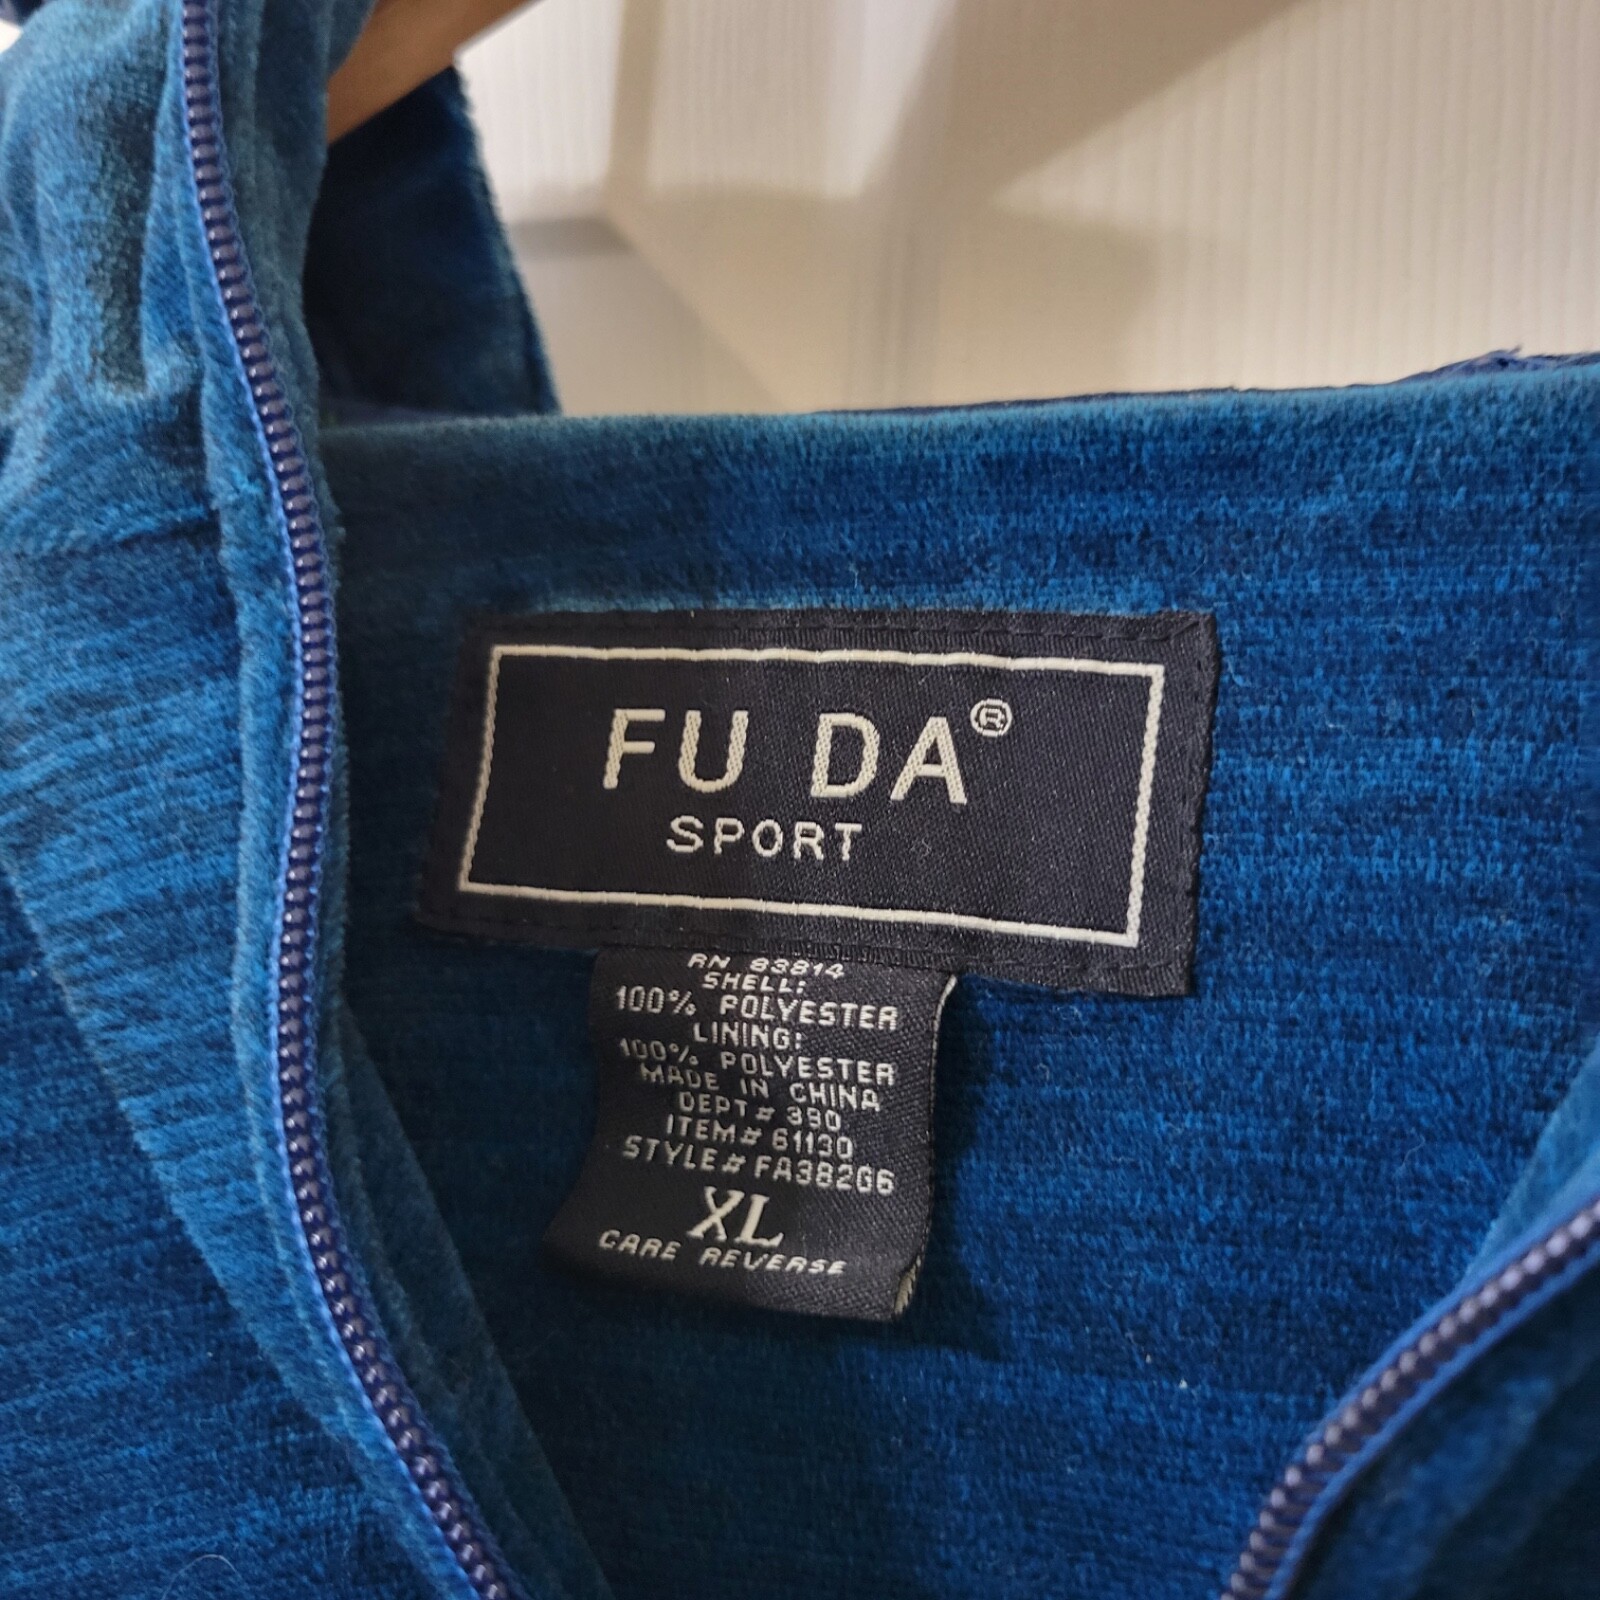 FU DA®
SPORT
RN 83814
SHELL:
100% POLYESTER
LINING:
100% POLYESTER
MADE IN CHINA
DEPT# 390
ITEM# 61130
STYLE# FA382G6
XL
CARE REVERSE